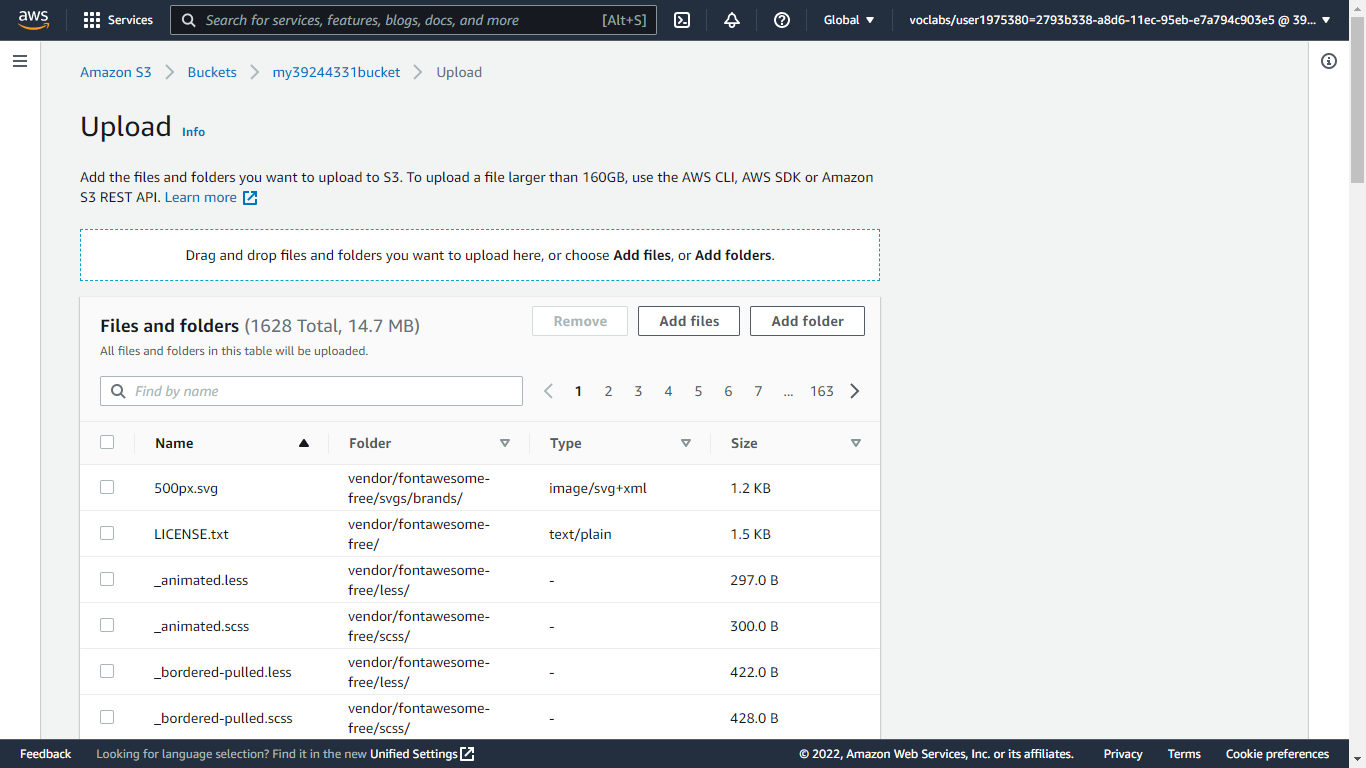 aws Services Search for services, features, blogs, docs, and more [Alt+S] Global voclabs/user1975380=2793b338-a8d6-11ec-95eb-e7a794c903e5 @ 39...
Amazon S3 Buckets my39244331bucket Upload
Upload Info
Add the files and folders you want to upload to S3. To upload a file larger than 160GB, use the AWS CLI, AWS SDK or Amazon
S3 REST API. Learn more
Drag and drop files and folders you want to upload here, or choose Add files, or Add folders.
Files and folders (1628 Total, 14.7 MB) Remove Add files Add folder
All files and folders in this table will be uploaded.
Find by name 1 2 3 4 5 6 7 ... 163
Name Folder Type Size
500px.svg vendor/fontawesome-free/svgs/brands/ image/svg+xml 1.2 KB
LICENSE.txt vendor/fontawesome-free/ text/plain 1.5 KB
_animated.less vendor/fontawesome-free/less/ - 297.0 B
_animated.scss vendor/fontawesome-free/scss/ - 300.0 B
_bordered-pulled.less vendor/fontawesome-free/less/ - 422.0 B
_bordered-pulled.scss vendor/fontawesome-free/scss/ - 428.0 B
Feedback Looking for language selection? Find it in the new Unified Settings © 2022, Amazon Web Services, Inc. or its affiliates. Privacy Terms Cookie preferences